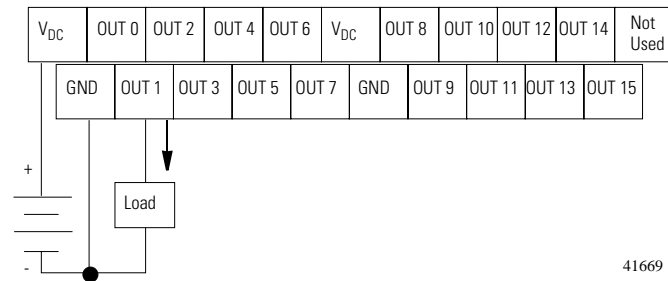 V_DC OUT 0 OUT 2 OUT 4 OUT 6 V_DC OUT 8 OUT 10 OUT 12 OUT 14 Not Used
GND OUT 1 OUT 3 OUT 5 OUT 7 GND OUT 9 OUT 11 OUT 13 OUT 15
+
Load
-
41669